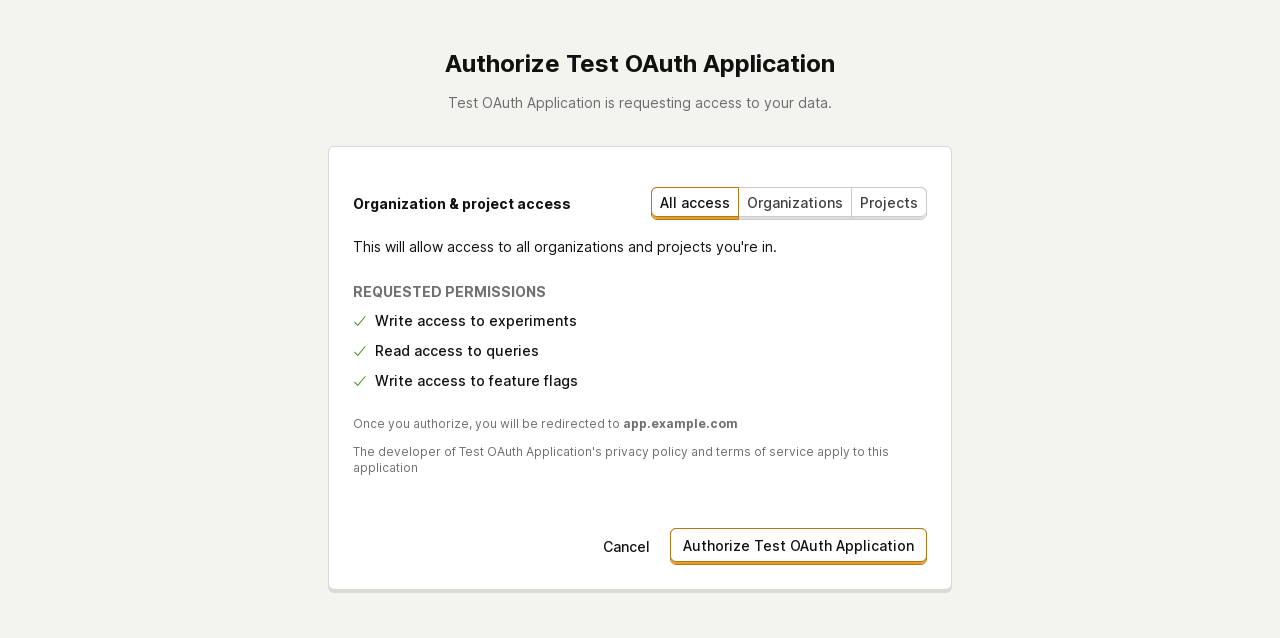 Authorize Test OAuth Application
Test OAuth Application is requesting access to your data.
Organization & project access
All access
Organizations
Projects
This will allow access to all organizations and projects you're in.
REQUESTED PERMISSIONS
Write access to experiments
Read access to queries
Write access to feature flags
Once you authorize, you will be redirected to app.example.com
The developer of Test OAuth Application's privacy policy and terms of service apply to this
application
Cancel
Authorize Test OAuth Application